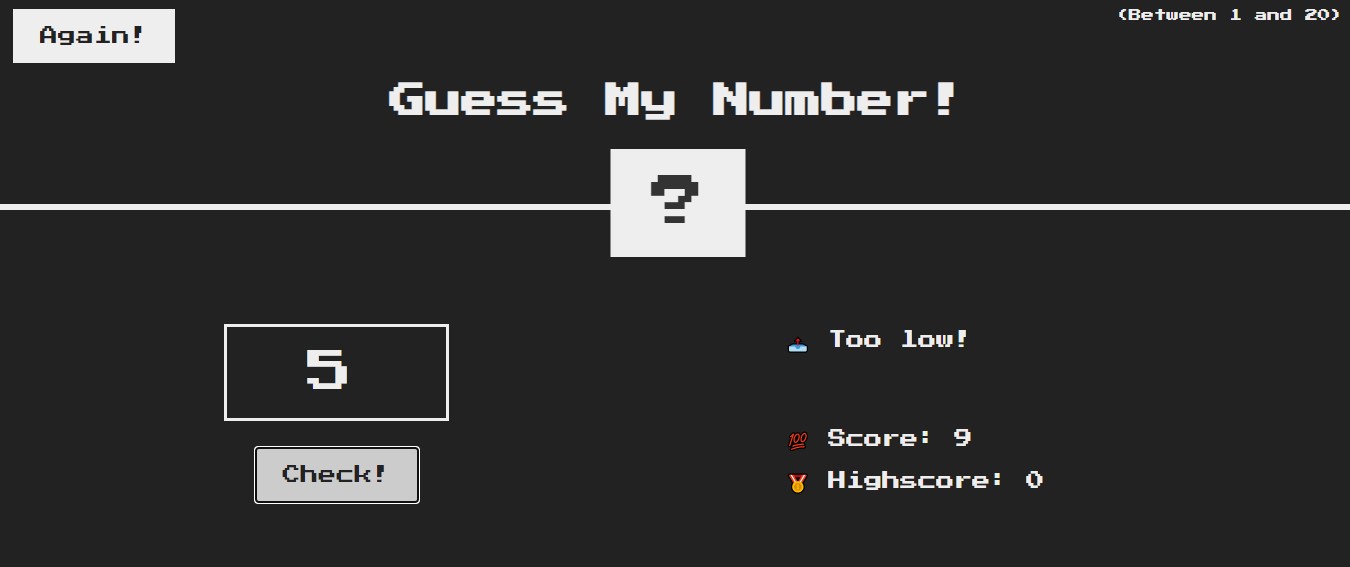 Again!
(Between 1 and 20)
Guess My Number!
?
5
Too low!
Check!
💯 Score: 9
Highscore: 0